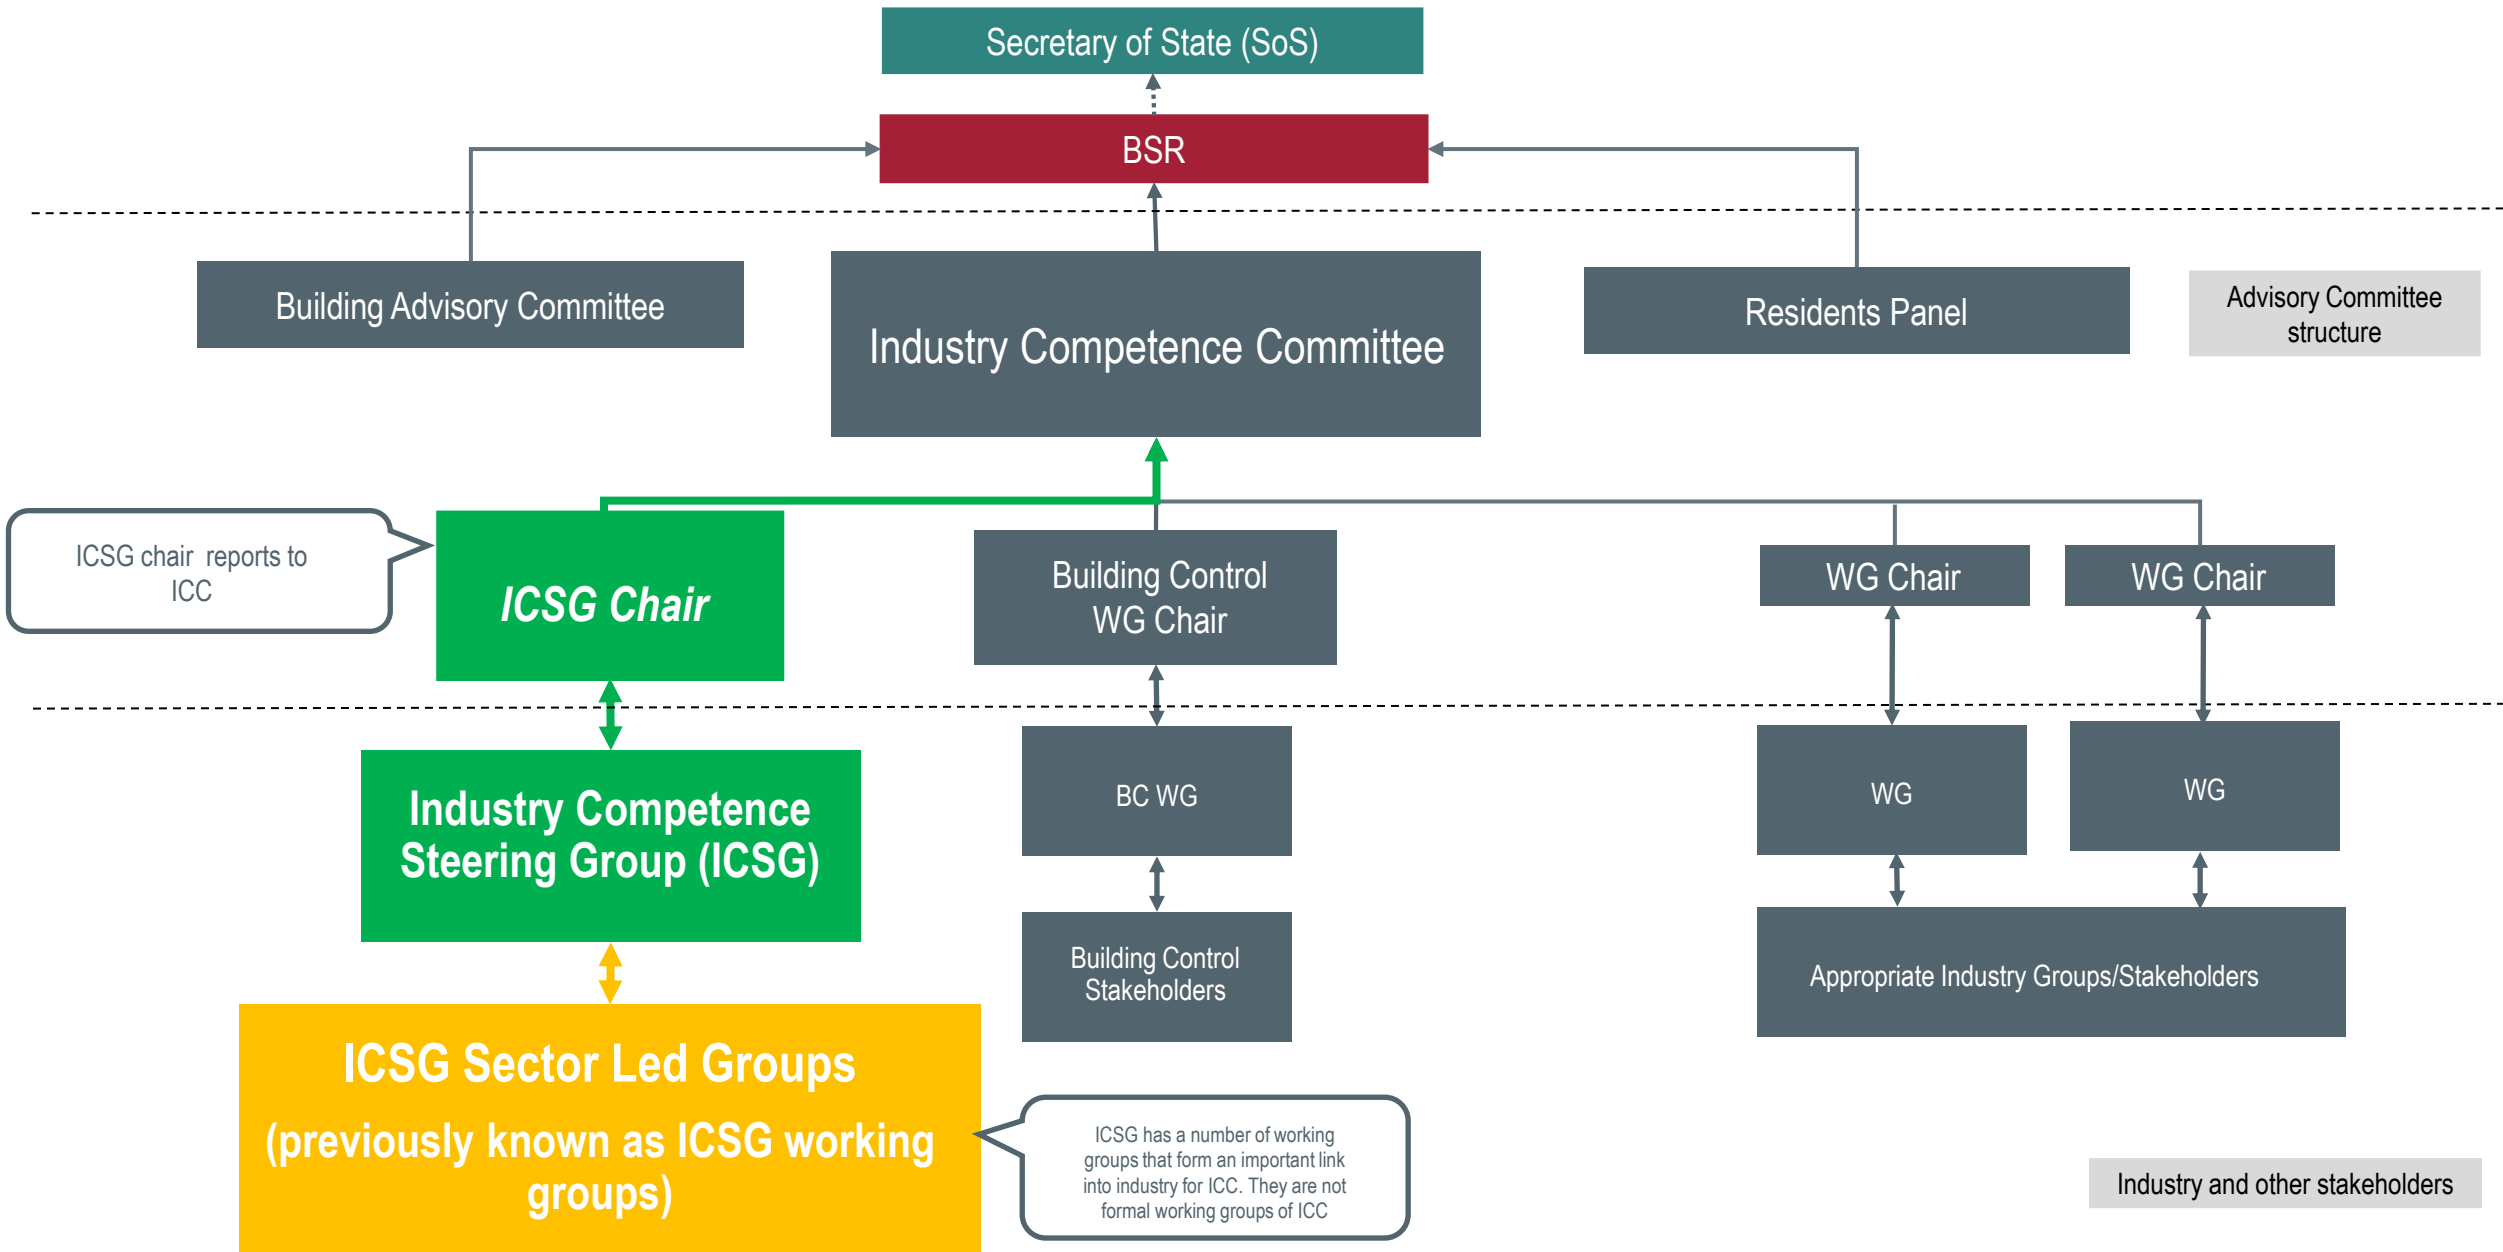 Secretary of State (SoS)
BSR
Building Advisory Committee
Industry Competence Committee
Residents Panel
Advisory Committee
structure
ICSG chair reports to
ICC
ICSG Chair
Building Control
WG Chair
WG Chair
WG Chair
Industry Competence
Steering Group (ICSG)
BC WG
WG
WG
Building Control
Stakeholders
Appropriate Industry Groups/Stakeholders
ICSG Sector Led Groups
(previously known as ICSG working
groups)
ICSG has a number of working
groups that form an important link
into industry for ICC. They are not
formal working groups of ICC
Industry and other stakeholders